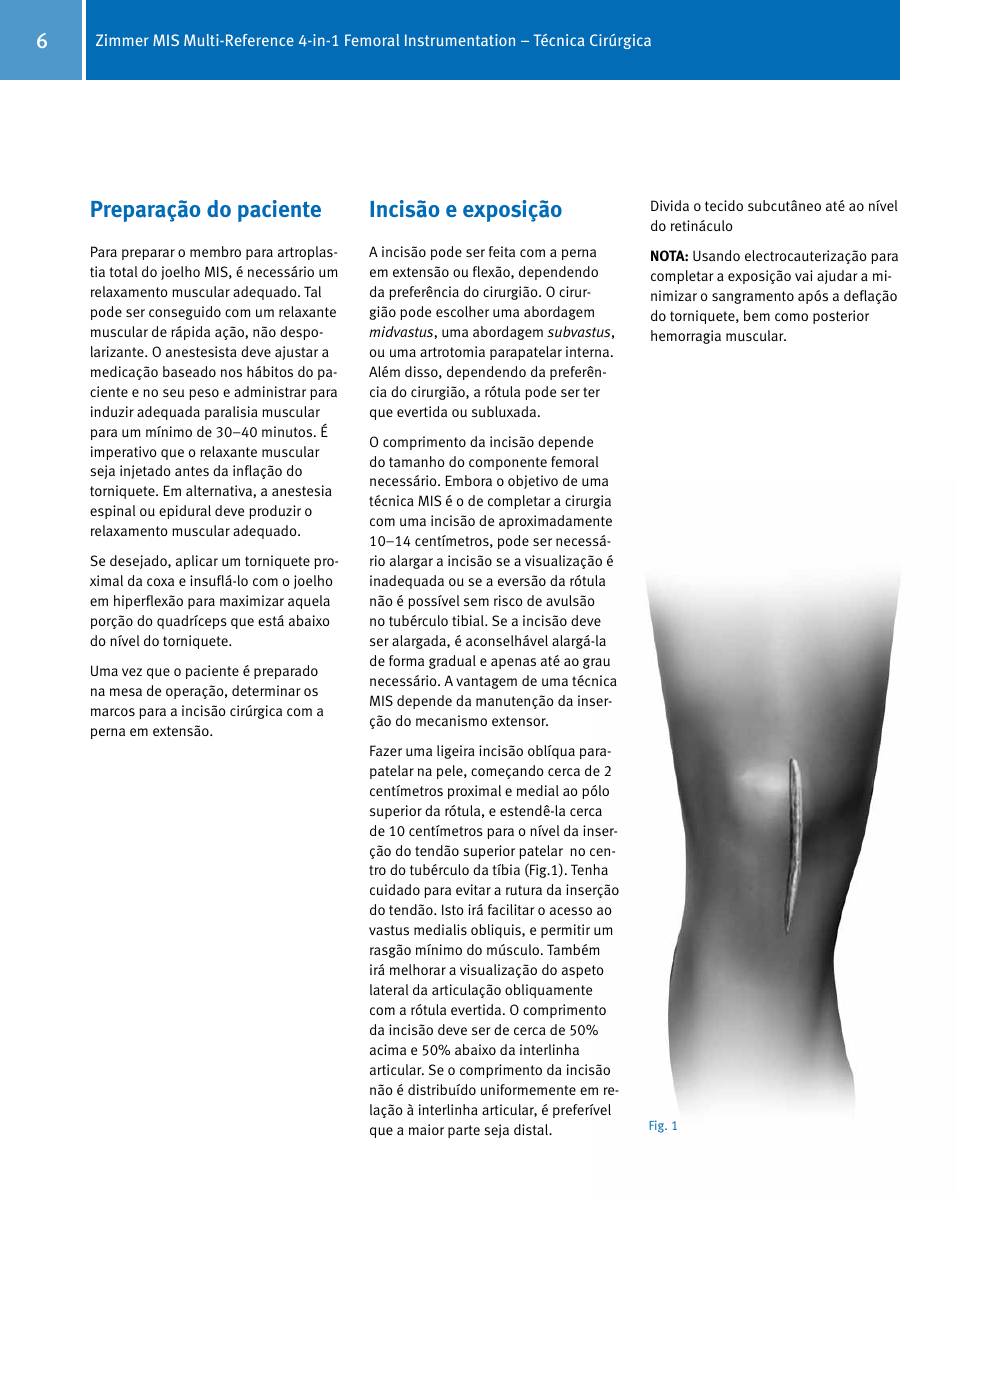 6
Zimmer MIS Multi-Reference 4-in-1 Femoral Instrumentation – Técnica Cirúrgica
Preparação do paciente
Para preparar o membro para artroplas-
tia total do joelho MIS, é necessário um
relaxamento muscular adequado. Tal
pode ser conseguido com um relaxante
muscular de rápida ação, não despo-
larizante. O anestesista deve ajustar a
medicação baseado nos hábitos do pa-
ciente e no seu peso e administrar para
induzir adequada paralisia muscular
para um mínimo de 30–40 minutos. É
imperativo que o relaxante muscular
seja injetado antes da inflação do
torniquete. Em alternativa, a anestesia
espinal ou epidural deve produzir o
relaxamento muscular adequado.
Se desejado, aplicar um torniquete pro-
ximal da coxa e insuflá-lo com o joelho
em hiperflexão para maximizar aquela
porção do quadríceps que está abaixo
do nível do torniquete.
Uma vez que o paciente é preparado
na mesa de operação, determinar os
marcos para a incisão cirúrgica com a
perna em extensão.
Incisão e exposição
A incisão pode ser feita com a perna
em extensão ou flexão, dependendo
da preferência do cirurgião. O cirur-
gião pode escolher uma abordagem
midvastus, uma abordagem subvastus,
ou uma artrotomia parapatelar interna.
Além disso, dependendo da preferên-
cia do cirurgião, a rótula pode ser ter
que evertida ou subluxada.
O comprimento da incisão depende
do tamanho do componente femoral
necessário. Embora o objetivo de uma
técnica MIS é o de completar a cirurgia
com uma incisão de aproximadamente
10–14 centímetros, pode ser necessá-
rio alargar a incisão se a visualização é
inadequada ou se a eversão da rótula
não é possível sem risco de avulsão
no tubérculo tibial. Se a incisão deve
ser alargada, é aconselhável alargá-la
de forma gradual e apenas até ao grau
necessário. A vantagem de uma técnica
MIS depende da manutenção da inser-
ção do mecanismo extensor.
Fazer uma ligeira incisão oblíqua para-
patelar na pele, começando cerca de 2
centímetros proximal e medial ao pólo
superior da rótula, e estendê-la cerca
de 10 centímetros para o nível da inser-
ção do tendão superior patelar no cen-
tro do tubérculo da tíbia (Fig.1). Tenha
cuidado para evitar a rutura da inserção
do tendão. Isto irá facilitar o acesso ao
vastus medialis obliquis, e permitir um
rasgão mínimo do músculo. Também
irá melhorar a visualização do aspeto
lateral da articulação obliquamente
com a rótula evertida. O comprimento
da incisão deve ser de cerca de 50%
acima e 50% abaixo da interlinha
articular. Se o comprimento da incisão
não é distribuído uniformemente em re-
lação à interlinha articular, é preferível
que a maior parte seja distal.
Divida o tecido subcutâneo até ao nível
do retináculo
NOTA: Usando electrocauterização para
completar a exposição vai ajudar a mi-
nimizar o sangramento após a deflação
do torniquete, bem como posterior
hemorragia muscular.
Fig. 1